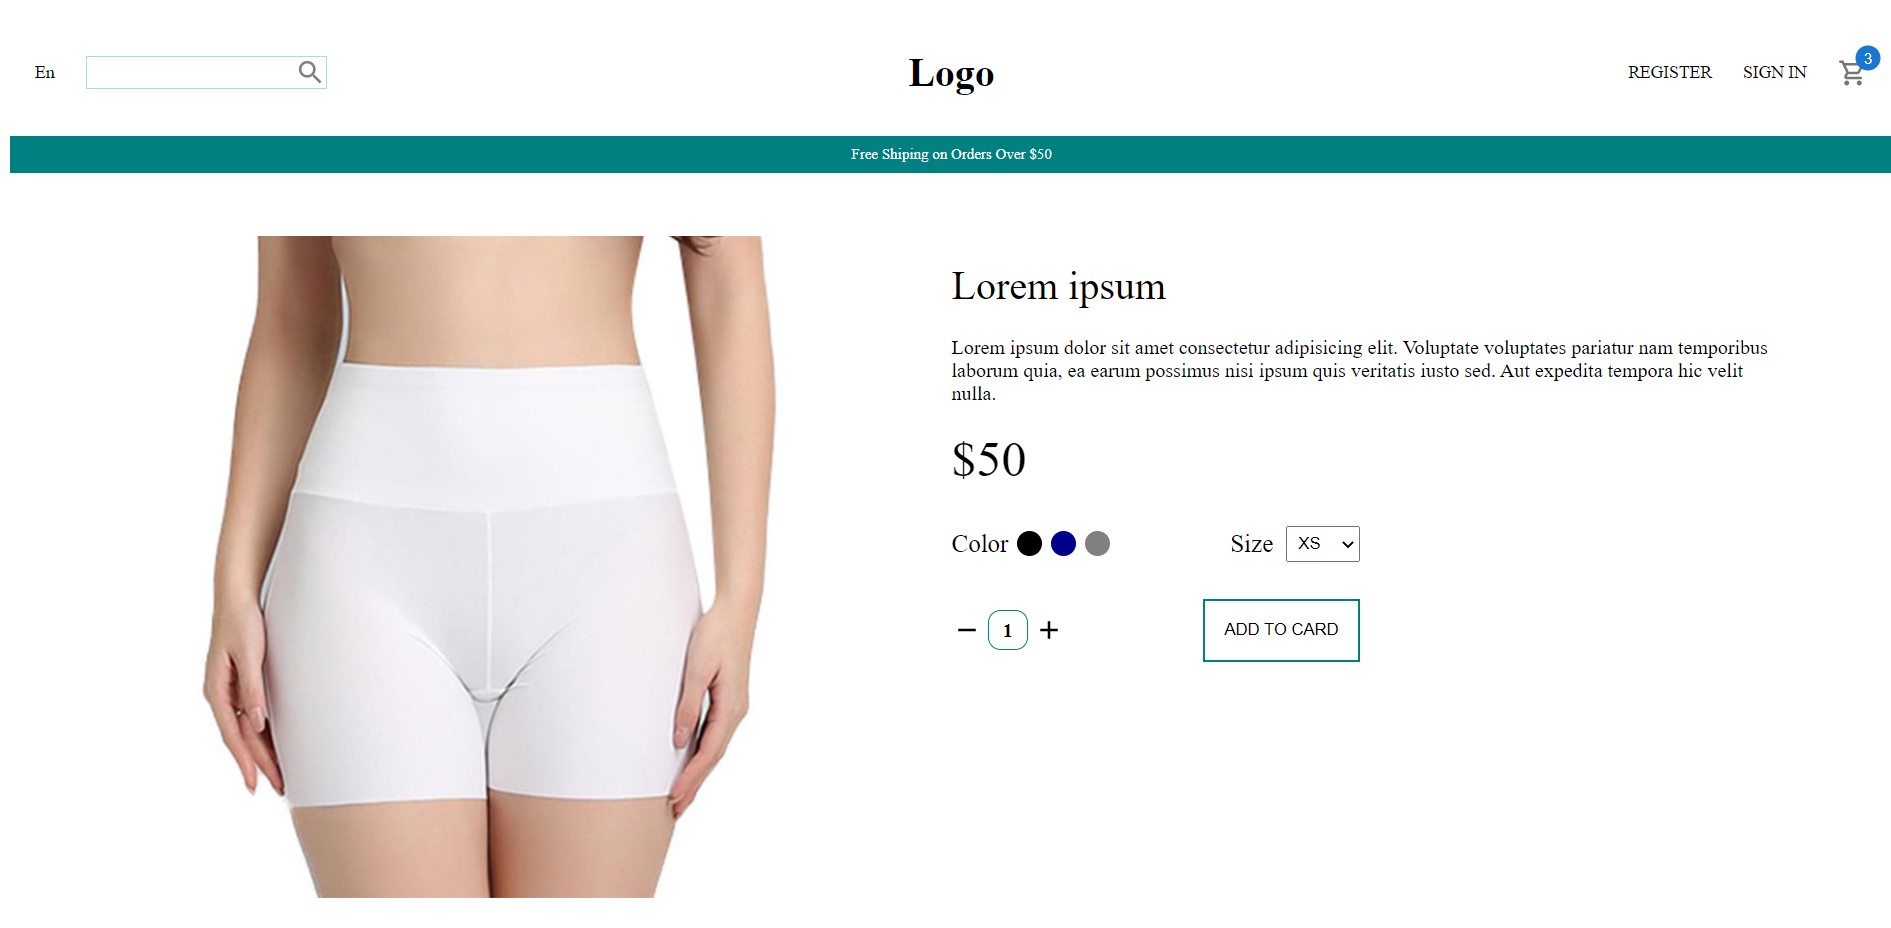 En
Logo
REGISTER SIGN IN 3
Free Shiping on Orders Over $50
Lorem ipsum
Lorem ipsum dolor sit amet consectetur adipisicing elit. Voluptate voluptates pariatur nam temporibus
laborum quia, ea earum possimus nisi ipsum quis veritatis iusto sed. Aut expedita tempora hic velit
nulla.
$50
Color Size XS
1 ADD TO CARD